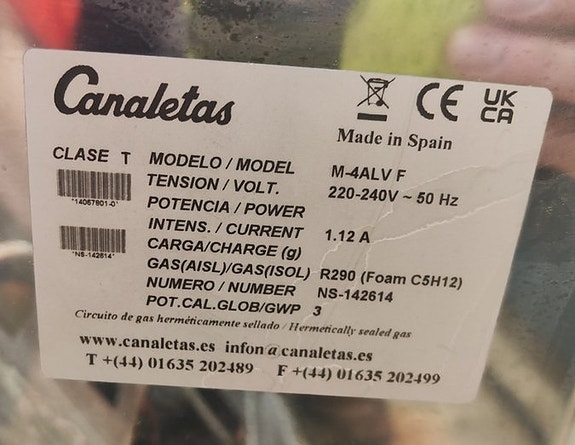 Canaletas
CE UK CA
Made in Spain
CLASE T
"14067801-0"
"NS-142614"
MODELO / MODEL M-4ALV F
TENSION / VOLT. 220-240V ~ 50 Hz
POTENCIA / POWER
INTENS. / CURRENT 1.12 A
CARGA/CHARGE (g)
GAS(AISL)/GAS(ISOL) R290 (Foam C5H12)
NUMERO / NUMBER NS-142614
POT.CAL.GLOB/GWP 3
Circuito de gas herméticamente sellado / Hermetically sealed gas
www.canaletas.es infon@canaletas.es
T +(44) 01635 202489 F +(44) 01635 202499